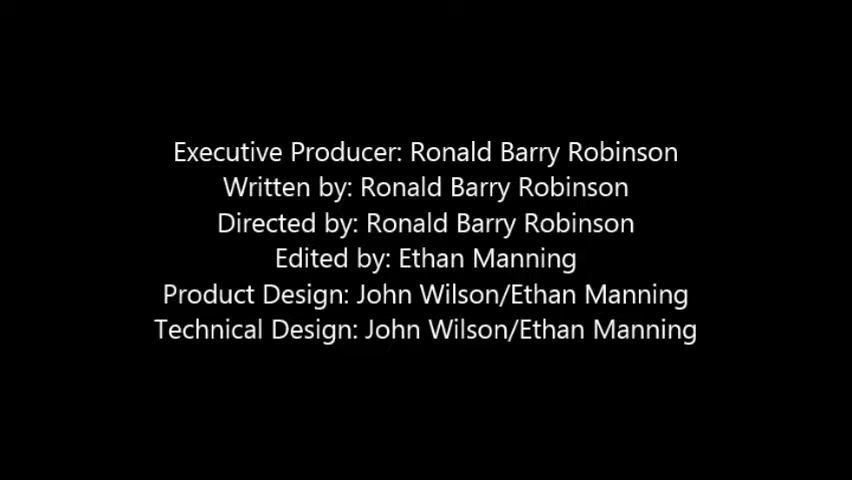 Executive Producer: Ronald Barry Robinson
Written by: Ronald Barry Robinson
Directed by: Ronald Barry Robinson
Edited by: Ethan Manning
Product Design: John Wilson/Ethan Manning
Technical Design: John Wilson/Ethan Manning